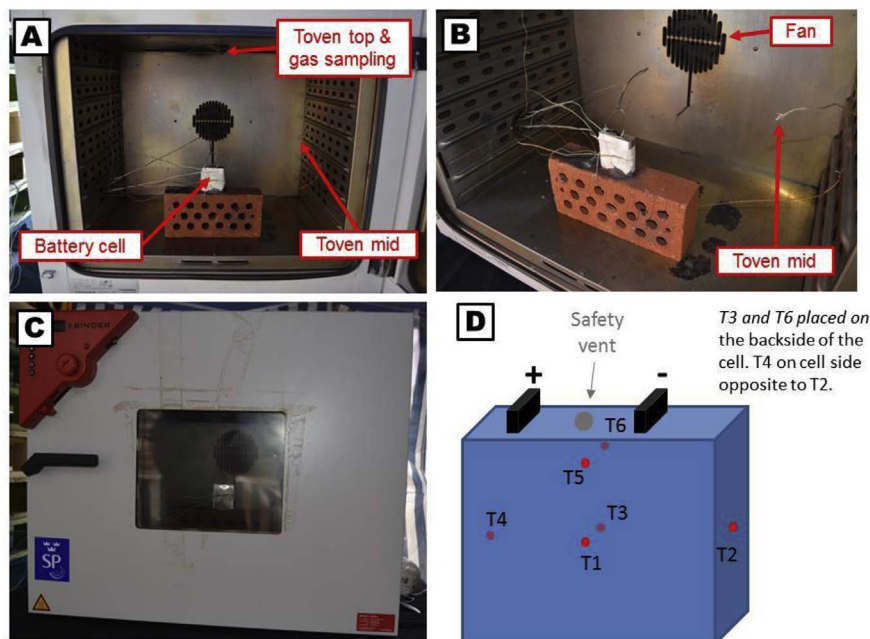 A
Toven top &
gas sampling
Battery cell
Toven mid
B
Fan
Toven mid
C
BINDER
SP
D
Safety
vent
T3 and T6 placed on
the backside of the
cell. T4 on cell side
opposite to T2.
+
-
T6
T5
T4
T3
T1
T2